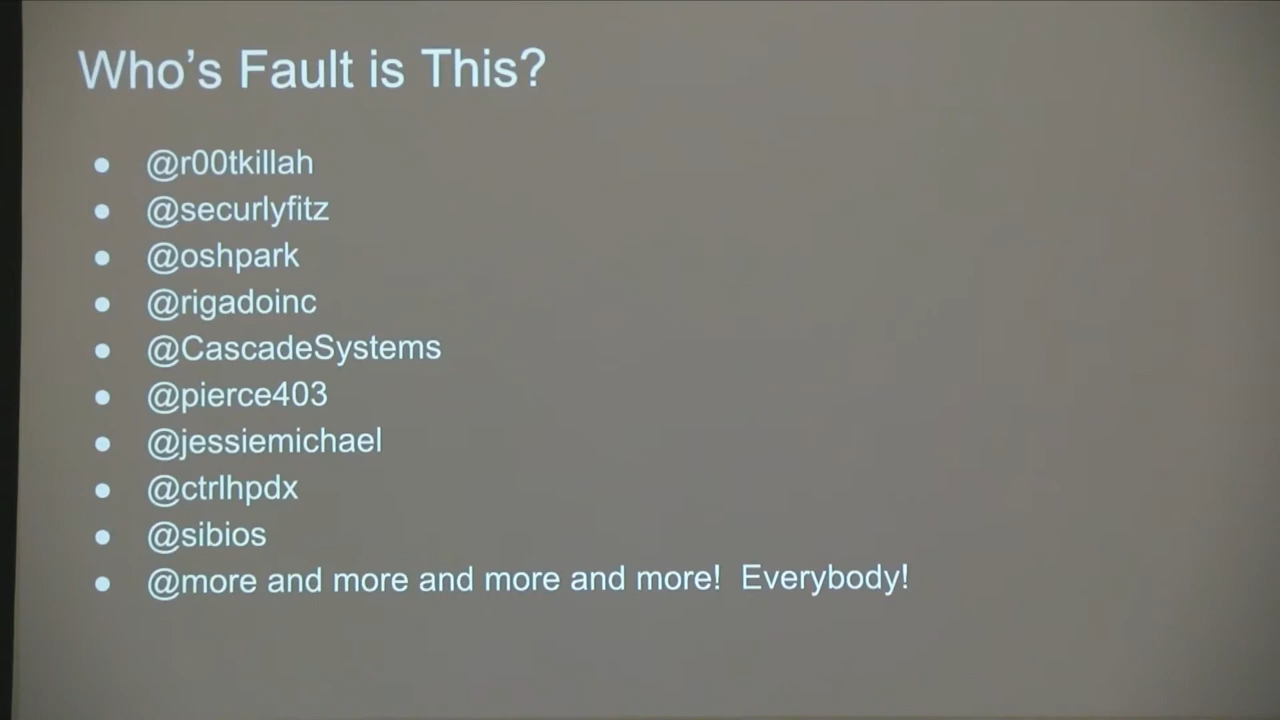 Who's Fault is This?
@r00tkillah
@securlyfitz
@oshpark
@rigadoinc
@CascadeSystems
@pierce403
@jessiemichael
@ctrlhpdx
@sibios
@more and more and more and more!  Everybody!